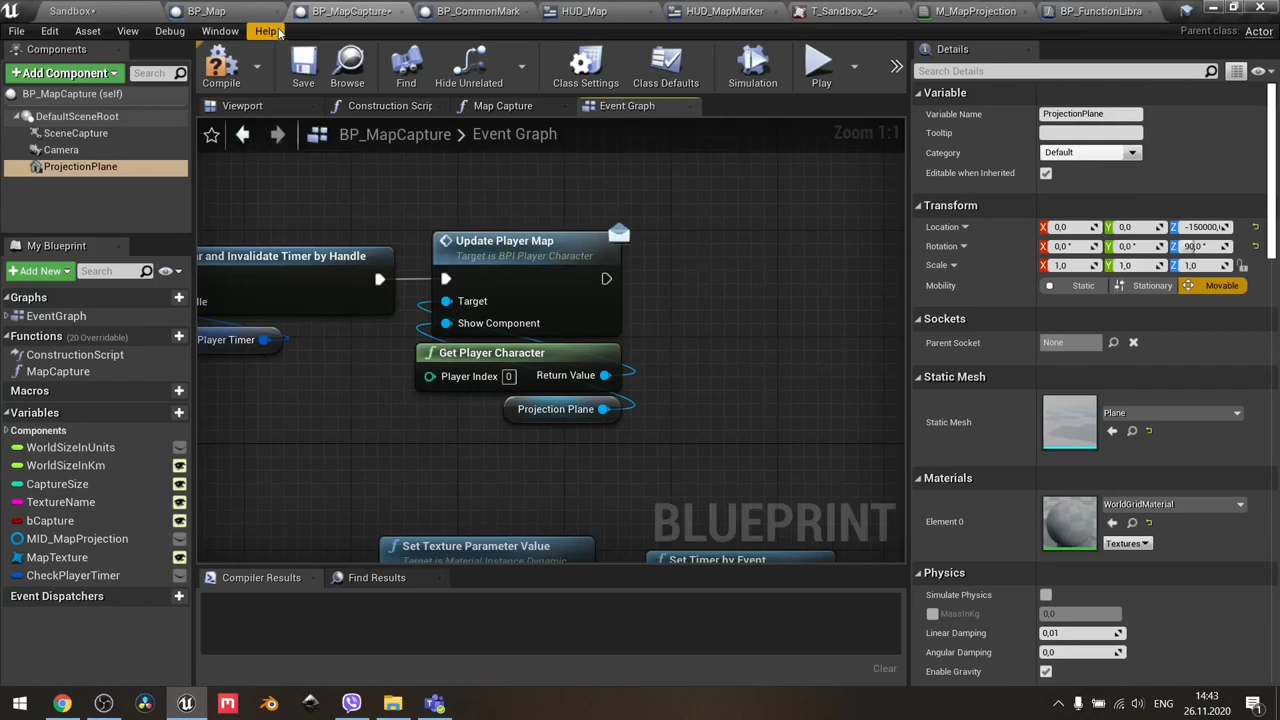 Sandbox•
BP_Map
BP_MapCapture•
BP_CommonMark
HUD_Map
HUD_MapMarker
T_Sandbox_2•
M_MapProjection
BP_FunctionLibra
File
Edit
Asset
View
Debug
Window
Help
Parent class: Actor
Components
+Add Component
Search
BP_MapCapture (self)
DefaultSceneRoot
SceneCapture
Camera
ProjectionPlane
My Blueprint
+Add New
Search
Graphs
EventGraph
Functions (20 Overridable)
ConstructionScript
MapCapture
Macros
Variables
Components
WorldSizeInUnits
WorldSizeInKm
CaptureSize
TextureName
bCapture
MID_MapProjection
MapTexture
CheckPlayerTimer
Event Dispatchers
Compile
Save
Browse
Find
Hide Unrelated
Class Settings
Class Defaults
Simulation
Play
Viewport
Construction Scrip
Map Capture
Event Graph
BP_MapCapture > Event Graph
Zoom 1:1
ar and Invalidate Timer by Handle
dle
Player Timer
Update Player Map
Target is BPI Player Character
Target
Show Component
Get Player Character
Player Index 0
Return Value
Projection Plane
BLUEPRINT
Set Texture Parameter Value
Target is Material Instance Dynamic
Set Timer by Event
Compiler Results
Find Results
Clear
Details
Search Details
Variable
Variable Name ProjectionPlane
Tooltip
Category Default
Editable when Inherited
Transform
Location X 0,0 Y 0,0 Z -150000,
Rotation X 0,0 ° Y 0,0 ° Z 90,0 °
Scale X 1,0 Y 1,0 Z 1,0
Mobility Static Stationary Movable
Sockets
Parent Socket None
Static Mesh
Static Mesh Plane
Materials
Element 0 WorldGridMaterial
Textures
Physics
Simulate Physics
MassInKg 0,0
Linear Damping 0,01
Angular Damping 0,0
Enable Gravity
ENG
14:43
26.11.2020